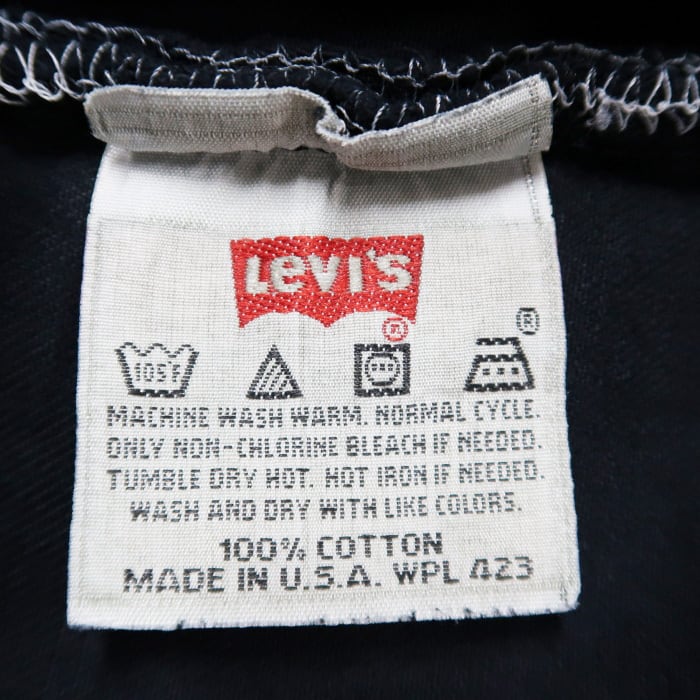 LEVI'S
®
105F ®
MACHINE WASH WARM. NORMAL CYCLE.
ONLY NON-CHLORINE BLEACH IF NEEDED.
TUMBLE DRY HOT. HOT IRON IF NEEDED.
WASH AND DRY WITH LIKE COLORS.
100% COTTON
MADE IN U.S.A. WPL 423